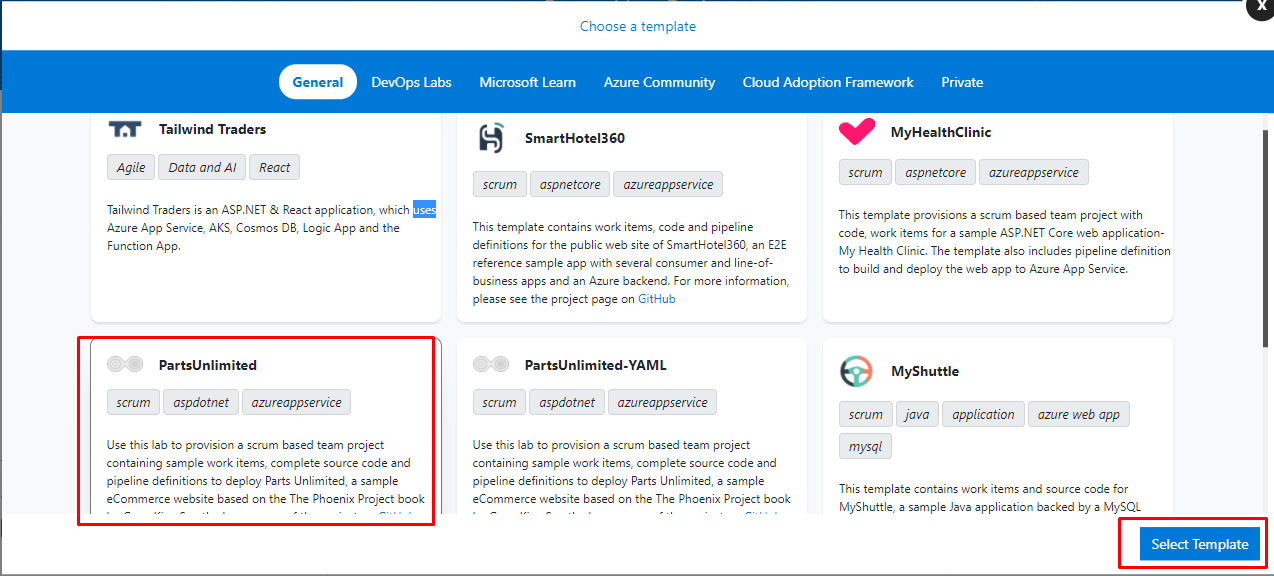 X
Choose a template
General DevOps Labs Microsoft Learn Azure Community Cloud Adoption Framework Private
Tailwind Traders
Agile Data and AI React
Tailwind Traders is an ASP.NET & React application, which uses
Azure App Service, AKS, Cosmos DB, Logic App and the
Function App.
SmartHotel360
scrum aspnetcore azureappservice
This template contains work items, code and pipeline
definitions for the public web site of SmartHotel360, an E2E
reference sample app with several consumer and line-of-
business apps and an Azure backend. For more information,
please see the project page on GitHub
MyHealthClinic
scrum aspnetcore azureappservice
This template provisions a scrum based team project with
code, work items for a sample ASP.NET Core web application-
My Health Clinic. The template also includes pipeline definition
to build and deploy the web app to Azure App Service.
PartsUnlimited
scrum aspdotnet azureappservice
Use this lab to provision a scrum based team project
containing sample work items, complete source code and
pipeline definitions to deploy Parts Unlimited, a sample
eCommerce website based on the The Phoenix Project book
PartsUnlimited-YAML
scrum aspdotnet azureappservice
Use this lab to provision a scrum based team project
containing sample work items, complete source code and
pipeline definitions to deploy Parts Unlimited, a sample
eCommerce website based on the The Phoenix Project book
MyShuttle
scrum java application azure web app
mysql
This template contains work items and source code for
MyShuttle, a sample Java application backed by a MySQL
Select Template